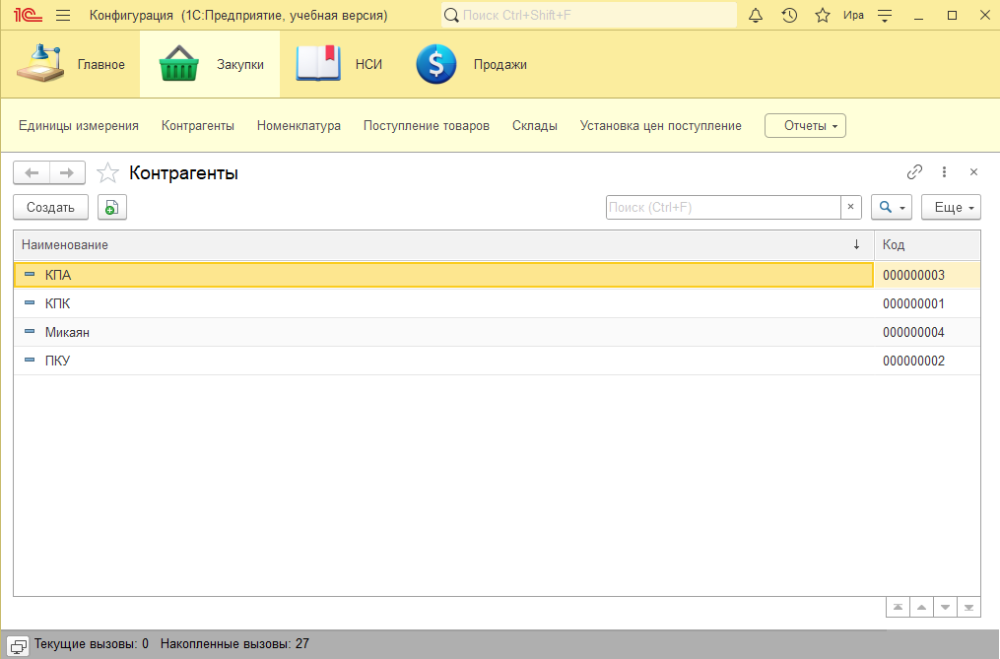 1С Конфигурация (1С:Предприятие, учебная версия) Поиск Ctrl+Shift+F Ира
Главное Закупки НСИ $ Продажи
Единицы измерения Контрагенты Номенклатура Поступление товаров Склады Установка цен поступление Отчеты
Контрагенты
Создать Поиск (Ctrl+F) × Еще
Наименование ↓ Код
КПА 000000003
КПК 000000001
Микаян 000000004
ПКУ 000000002
Текущие вызовы: 0 Накопленные вызовы: 27